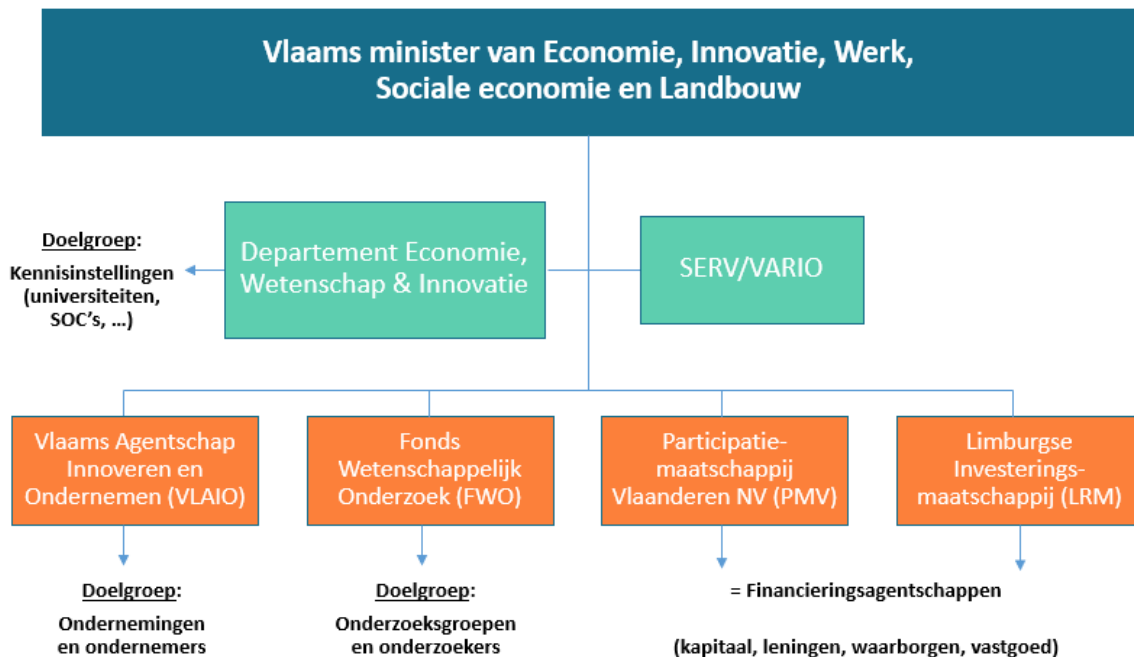 Vlaams minister van Economie, Innovatie, Werk,
Sociale economie en Landbouw
Doelgroep:
Kennisinstellingen
(universiteiten,
SOC's, ...)
Departement Economie,
Wetenschap & Innovatie
SERV/VARIO
Vlaams Agentschap
Innoveren en
Ondernemen (VLAIO)
Fonds
Wetenschappelijk
Onderzoek (FWO)
Participatie-
maatschappij
Vlaanderen NV (PMV)
Limburgse
Investerings-
maatschappij (LRM)
Doelgroep:
Ondernemingen
en ondernemers
Doelgroep:
Onderzoeksgroepen
en onderzoekers
= Financieringsagentschappen
(kapitaal, leningen, waarborgen, vastgoed)